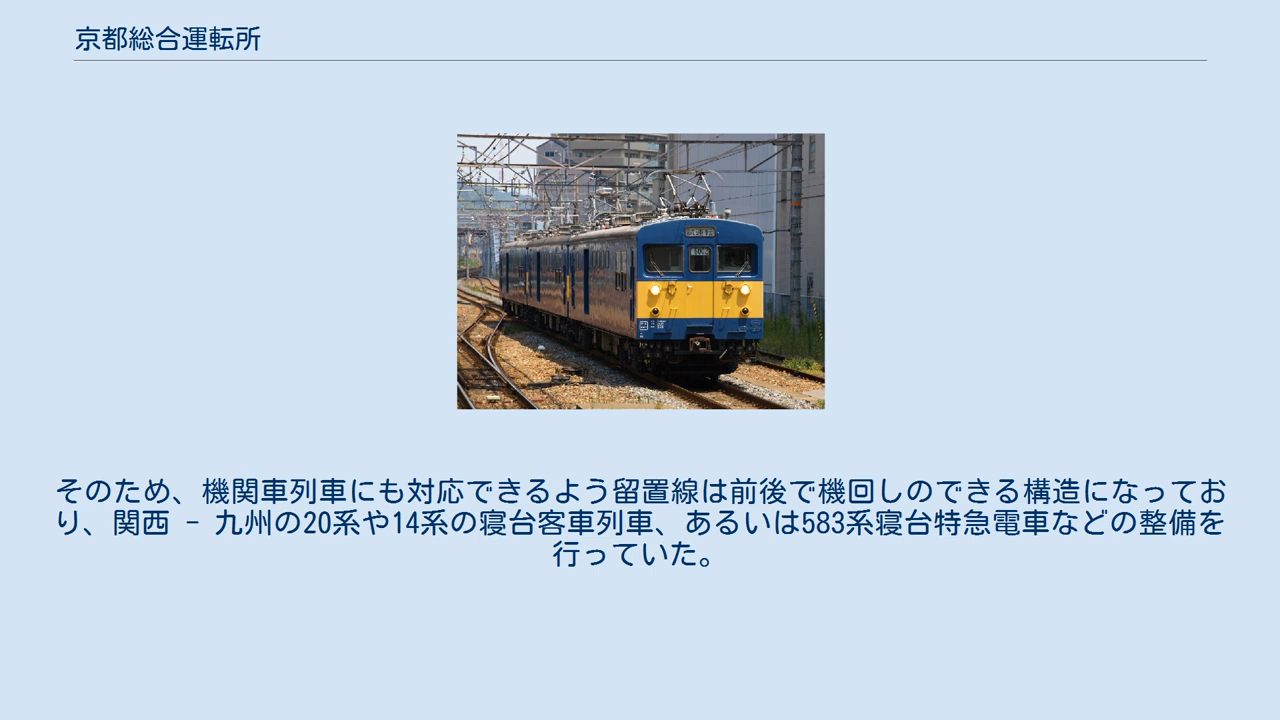 京都総合運転所
そのため、機関車列車にも対応できるよう留置線は前後で機回しのできる構造になってお
り、関西 - 九州の20系や14系の寝台客車列車、あるいは583系寝台特急電車などの整備を
行っていた。